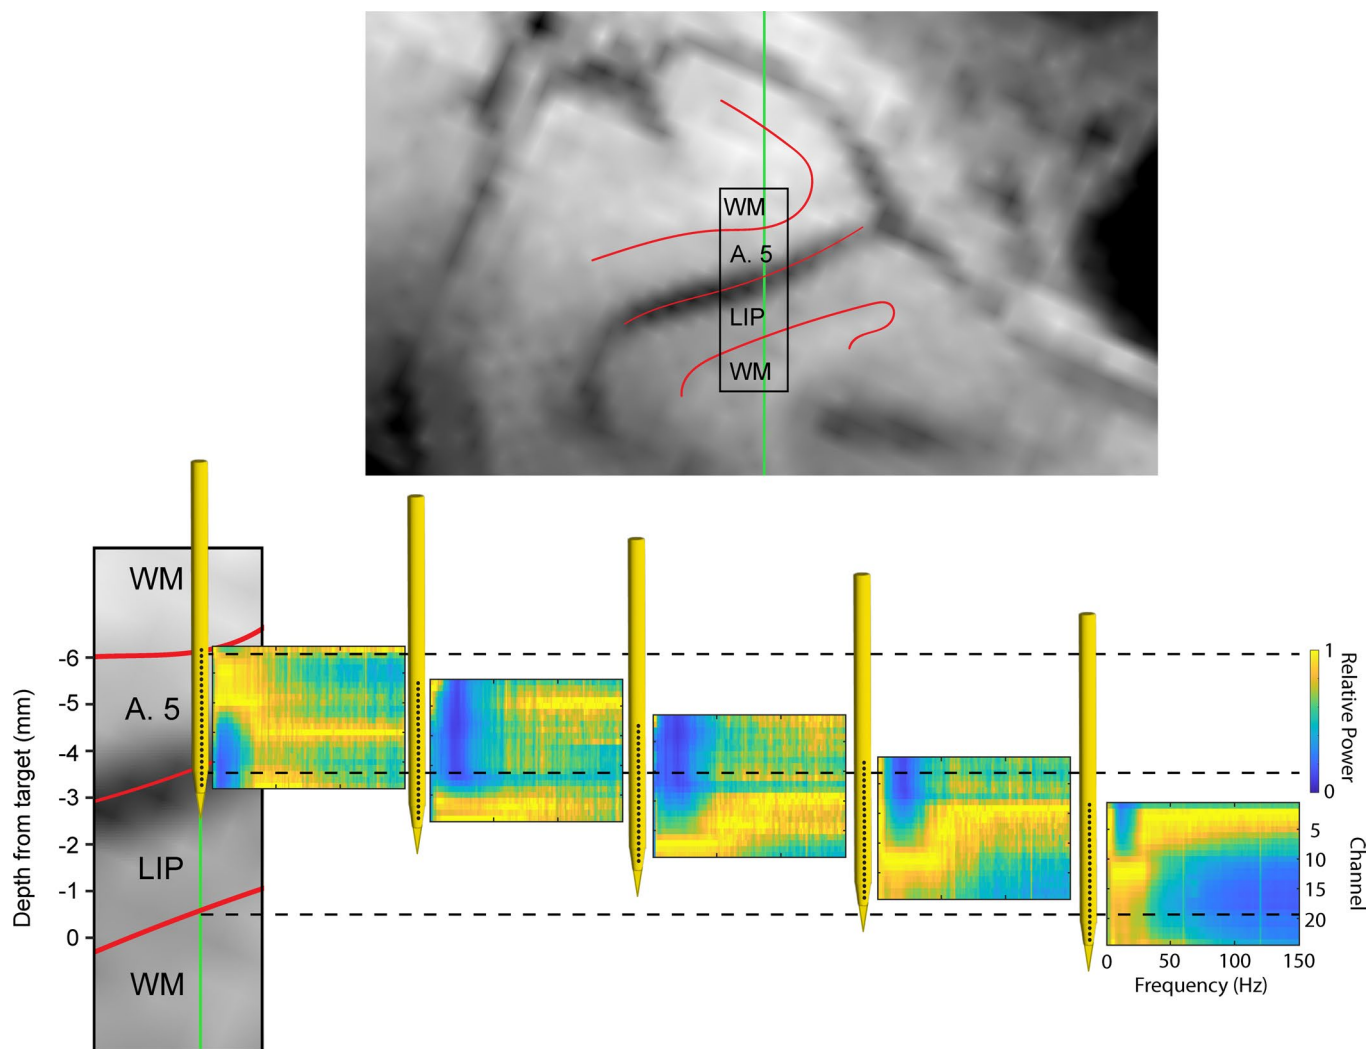 WM
A. 5
LIP
WM
WM
A. 5
LIP
WM
Depth from target (mm)
-6
-5
-4
-3
-2
-1
0
1
0
Relative Power
5
10
15
20
Channel
0
50
100
150
Frequency (Hz)